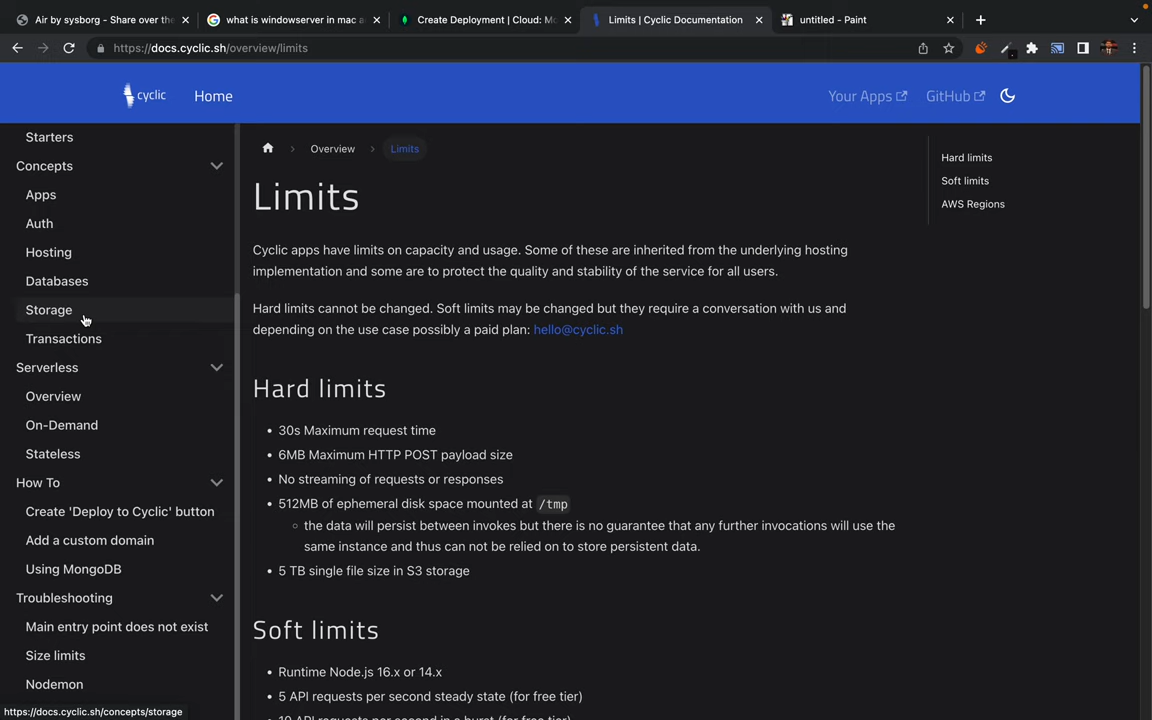 Air by sysborg - Share over the
what is windowserver in mac a
Create Deployment | Cloud: Mo
Limits | Cyclic Documentation
untitled - Paint
https://docs.cyclic.sh/overview/limits
cyclic
Home
Your Apps
GitHub
Starters
Concepts
Apps
Auth
Hosting
Databases
Storage
Transactions
Serverless
Overview
On-Demand
Stateless
How To
Create 'Deploy to Cyclic' button
Add a custom domain
Using MongoDB
Troubleshooting
Main entry point does not exist
Size limits
Nodemon
https://docs.cyclic.sh/concepts/storage
Overview
Limits
Limits
Cyclic apps have limits on capacity and usage. Some of these are inherited from the underlying hosting
implementation and some are to protect the quality and stability of the service for all users.
Hard limits cannot be changed. Soft limits may be changed but they require a conversation with us and
depending on the use case possibly a paid plan: hello@cyclic.sh
Hard limits
30s Maximum request time
6MB Maximum HTTP POST payload size
No streaming of requests or responses
512MB of ephemeral disk space mounted at /tmp
the data will persist between invokes but there is no guarantee that any further invocations will use the
same instance and thus can not be relied on to store persistent data.
5 TB single file size in S3 storage
Soft limits
Runtime Node.js 16.x or 14.x
5 API requests per second steady state (for free tier)
10 API requests per second in a burst (for free tier)
Hard limits
Soft limits
AWS Regions